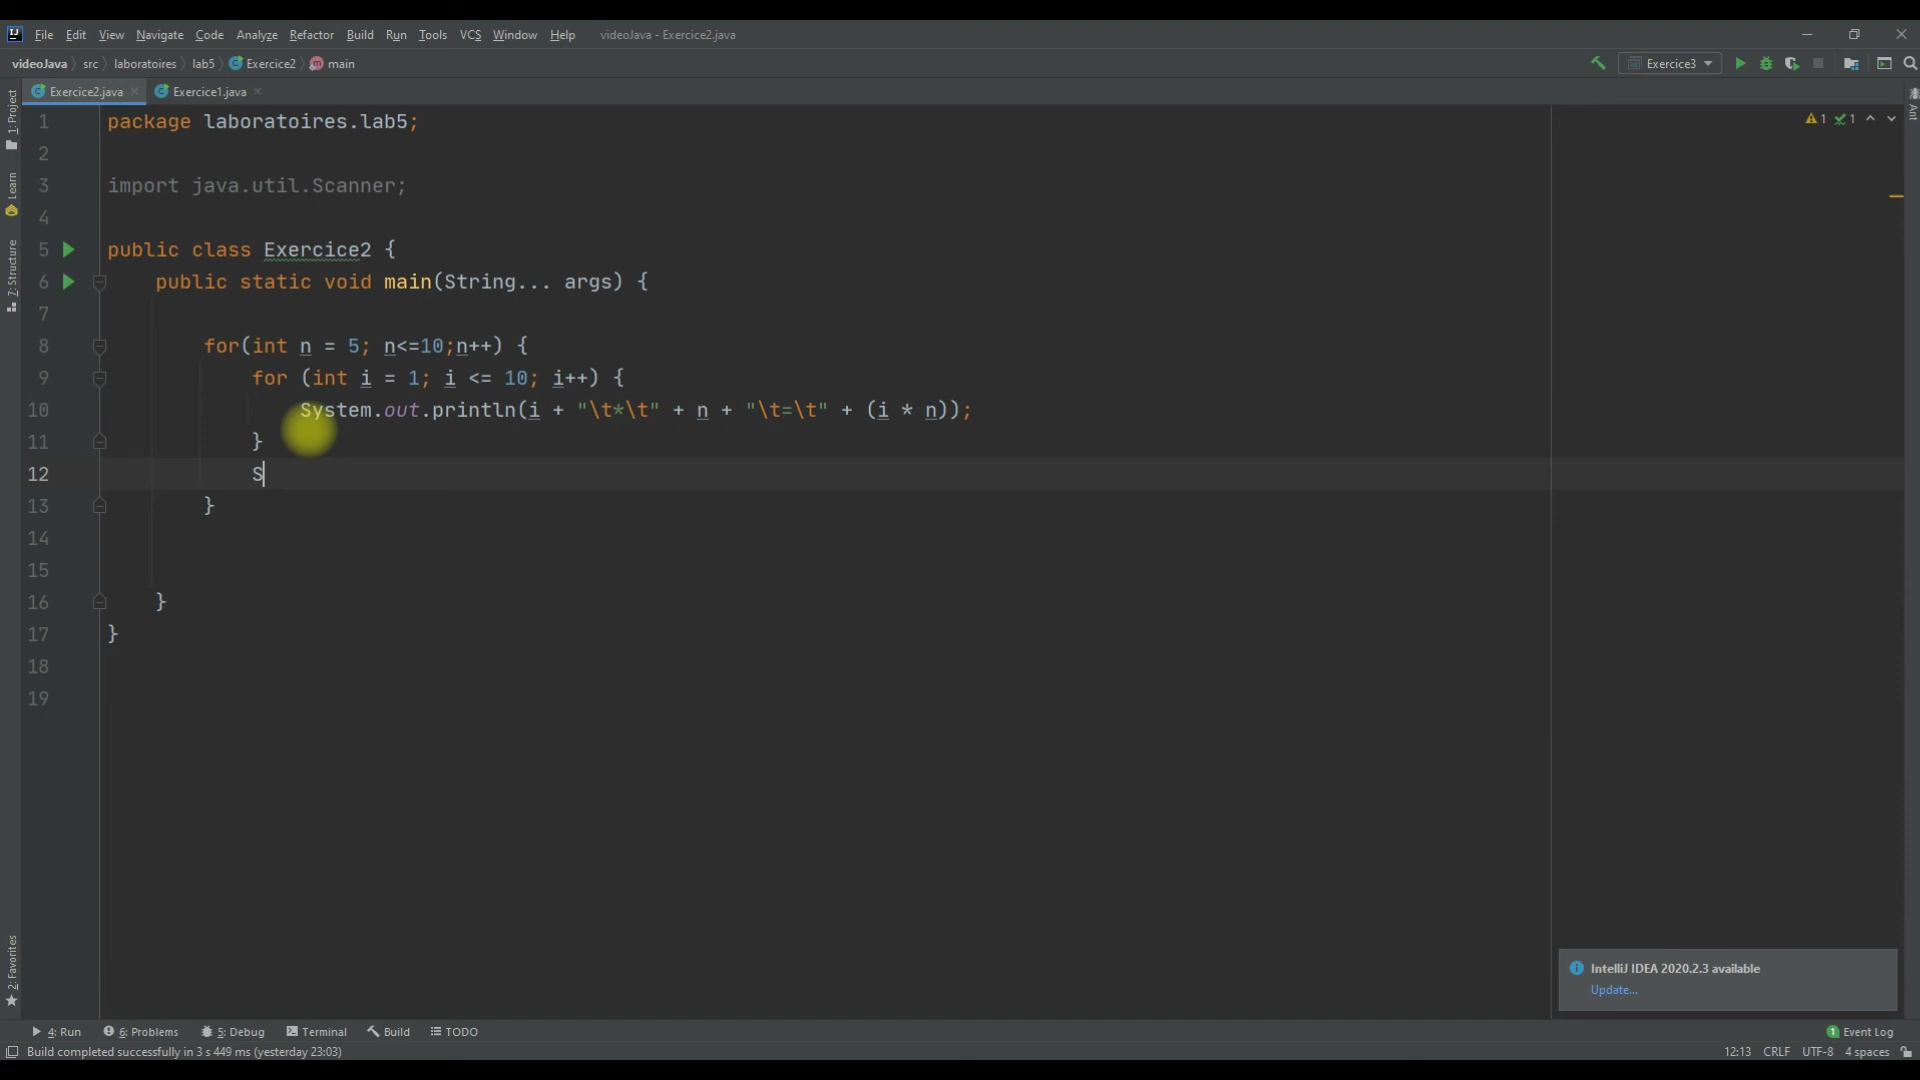 File Edit View Navigate Code Analyze Refactor Build Run Tools VCS Window Help videoJava - Exercice2.java
videoJava src laboratoires lab5 Exercice2 main Exercice3
Exercice2.java Exercice1.java
1: Project
Learn
7: Structure
2: Favorites
Ant
1 package laboratoires.lab5;
2
3 import java.util.Scanner;
4
5 public class Exercice2 {
6 public static void main(String... args) {
7
8 for(int n = 5; n<=10;n++) {
9 for (int i = 1; i <= 10; i++) {
10 System.out.println(i + "\t*\t" + n + "\t=\t" + (i * n));
11 }
12 S
13 }
14
15
16 }
17 }
18
19
1 1
IntelliJ IDEA 2020.2.3 available
Update...
4: Run 6: Problems 5: Debug Terminal Build TODO 1 Event Log
Build completed successfully in 3 s 449 ms (yesterday 23:03) 12:13 CRLF UTF-8 4 spaces